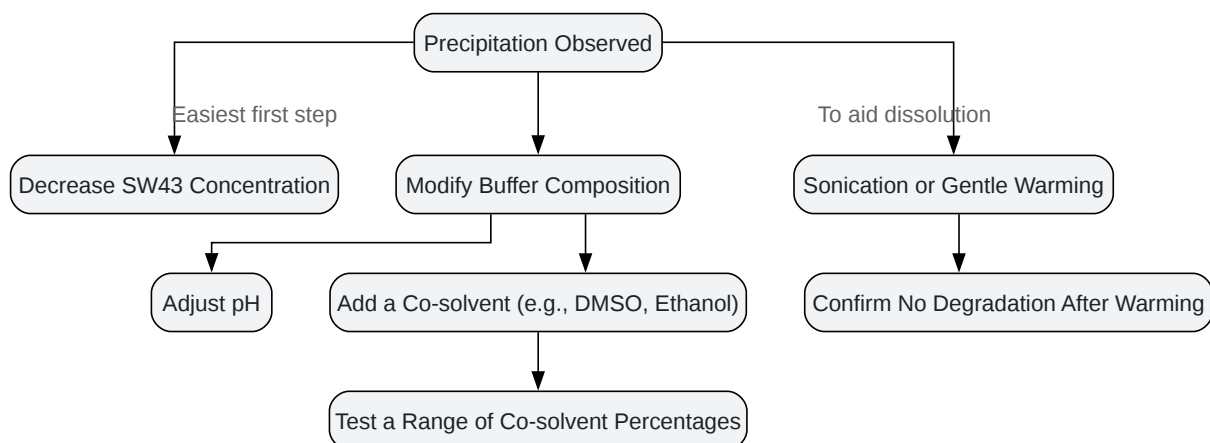 Precipitation Observed
Easiest first step
To aid dissolution
Decrease SW43 Concentration
Modify Buffer Composition
Sonication or Gentle Warming
Adjust pH
Add a Co-solvent (e.g., DMSO, Ethanol)
Confirm No Degradation After Warming
Test a Range of Co-solvent Percentages